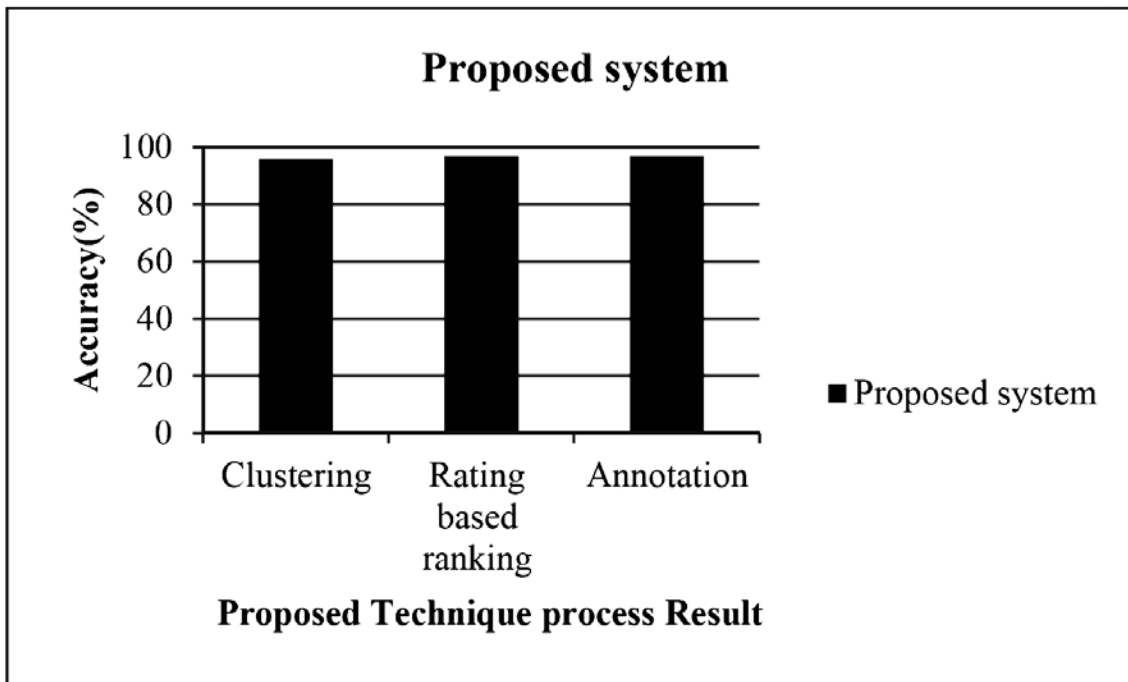 Proposed system
Accuracy(%)
100
80
60
40
20
0
Clustering
Rating
based
ranking
Annotation
Proposed Technique process Result
Proposed system